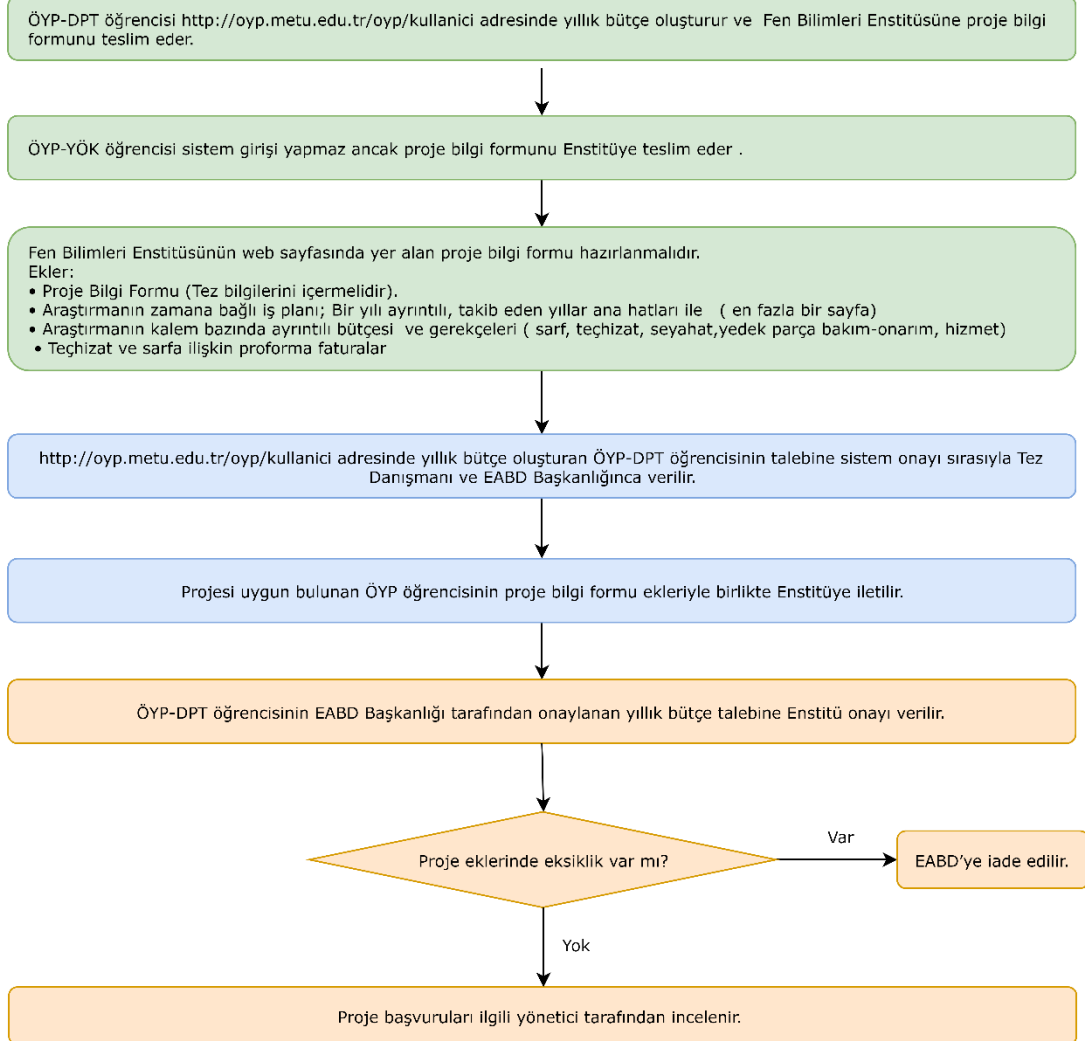 ÖYP-DPT öğrencisi http://oyp.metu.edu.tr/oyp/kullanici adresinde yıllık bütçe oluşturur ve  Fen Bilimleri Enstitüsüne proje bilgi
formunu teslim eder.
ÖYP-YÖK öğrencisi sistem girişi yapmaz ancak proje bilgi formunu Enstitüye teslim eder .
Fen Bilimleri Enstitüsünün web sayfasında yer alan proje bilgi formu hazırlanmalıdır.
Ekler:
• Proje Bilgi Formu (Tez bilgilerini içermelidir).
• Araştırmanın zamana bağlı iş planı; Bir yılı ayrıntılı, takib eden yıllar ana hatları ile   ( en fazla bir sayfa)
• Araştırmanın kalem bazında ayrıntılı bütçesi  ve gerekçeleri ( sarf, teçhizat, seyahat,yedek parça bakım-onarım, hizmet)
• Teçhizat ve sarfa ilişkin proforma faturalar
http://oyp.metu.edu.tr/oyp/kullanici adresinde yıllık bütçe oluşturan ÖYP-DPT öğrencisinin talebine sistem onayı sırasıyla Tez
Danışmanı ve EABD Başkanlığınca verilir.
Projesi uygun bulunan ÖYP öğrencisinin proje bilgi formu ekleriyle birlikte Enstitüye iletilir.
ÖYP-DPT öğrencisinin EABD Başkanlığı tarafından onaylanan yıllık bütçe talebine Enstitü onayı verilir.
Proje eklerinde eksiklik var mı?
Var
EABD'ye iade edilir.
Yok
Proje başvuruları ilgili yönetici tarafından incelenir.